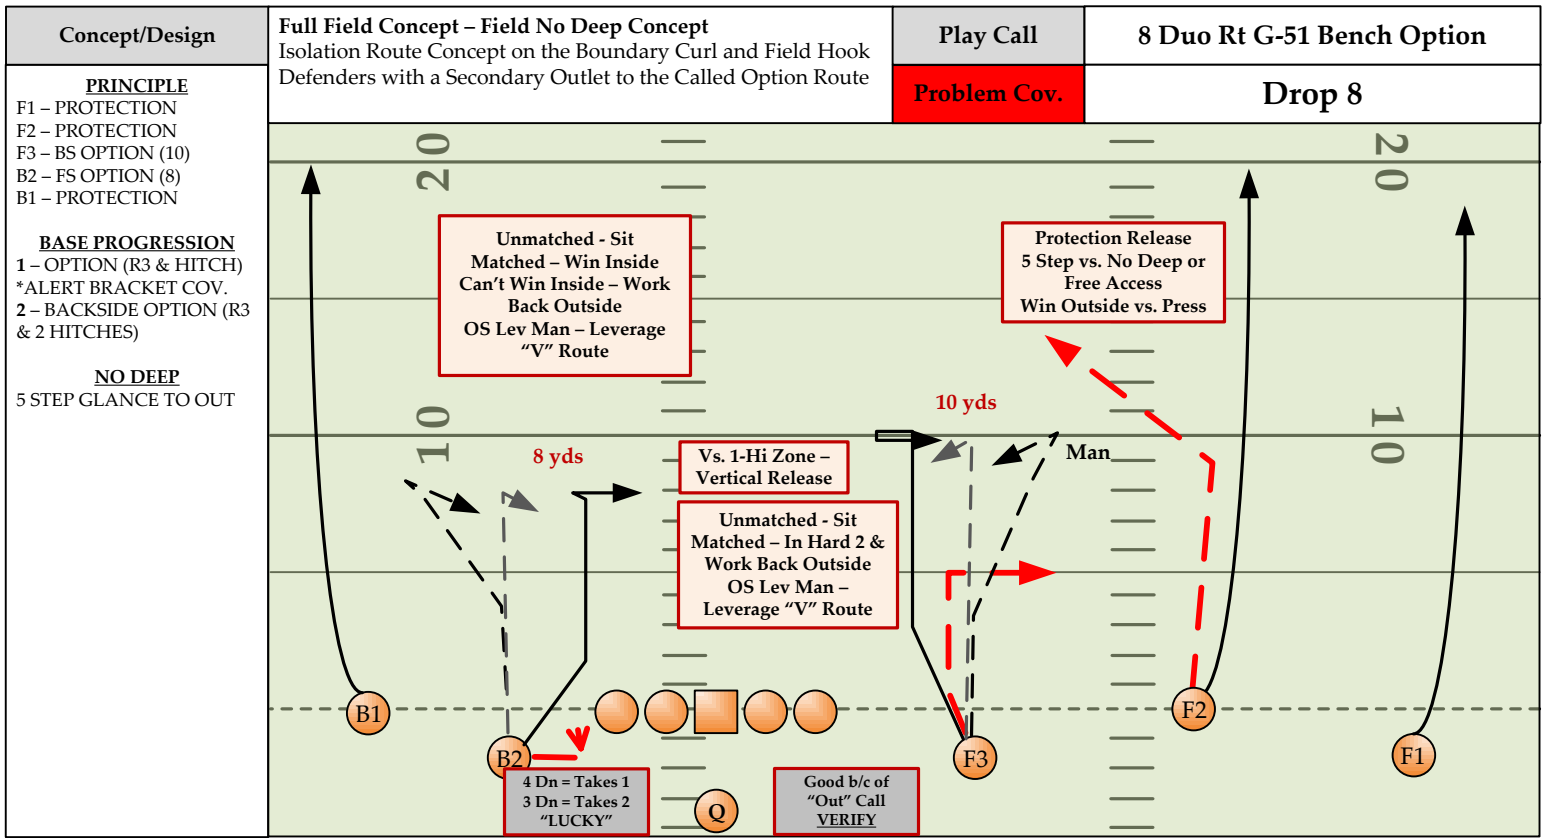 Concept/Design
Full Field Concept – Field No Deep Concept
Isolation Route Concept on the Boundary Curl and Field Hook
Defenders with a Secondary Outlet to the Called Option Route
Play Call
8 Duo Rt G-51 Bench Option
Problem Cov.
Drop 8
PRINCIPLE
F1 – PROTECTION
F2 – PROTECTION
F3 – BS OPTION (10)
B2 – FS OPTION (8)
B1 – PROTECTION
BASE PROGRESSION
1 – OPTION (R3 & HITCH)
*ALERT BRACKET COV.
2 – BACKSIDE OPTION (R3
& 2 HITCHES)
NO DEEP
5 STEP GLANCE TO OUT
20
20
Unmatched - Sit
Matched – Win Inside
Can't Win Inside – Work
Back Outside
OS Lev Man – Leverage
“V” Route
Protection Release
5 Step vs. No Deep or
Free Access
Win Outside vs. Press
10
10
8 yds
10 yds
Man
Vs. 1-Hi Zone –
Vertical Release
Unmatched - Sit
Matched – In Hard 2 &
Work Back Outside
OS Lev Man –
Leverage “V” Route
B1
B2
F3
F2
F1
Q
4 Dn = Takes 1
3 Dn = Takes 2
“LUCKY”
Good b/c of
“Out” Call
VERIFY